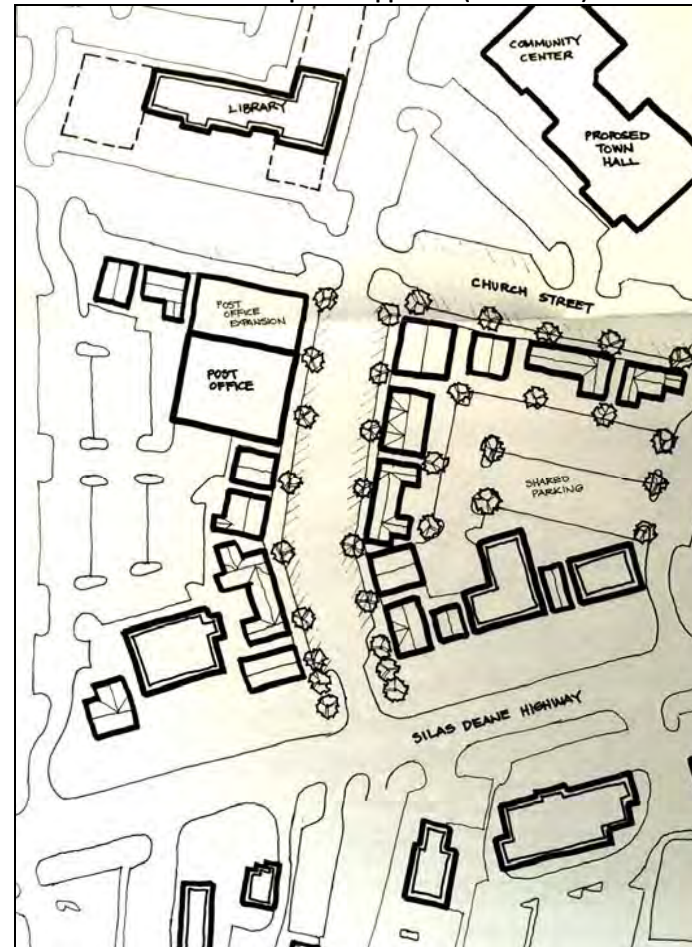 COMMUNITY
CENTER
LIBRARY
PROPOSED
TOWN
HALL
CHURCH STREET
POST
OFFICE
EXPANSION
POST
OFFICE
SHARED
PARKING
SILAS DEANE HIGHWAY